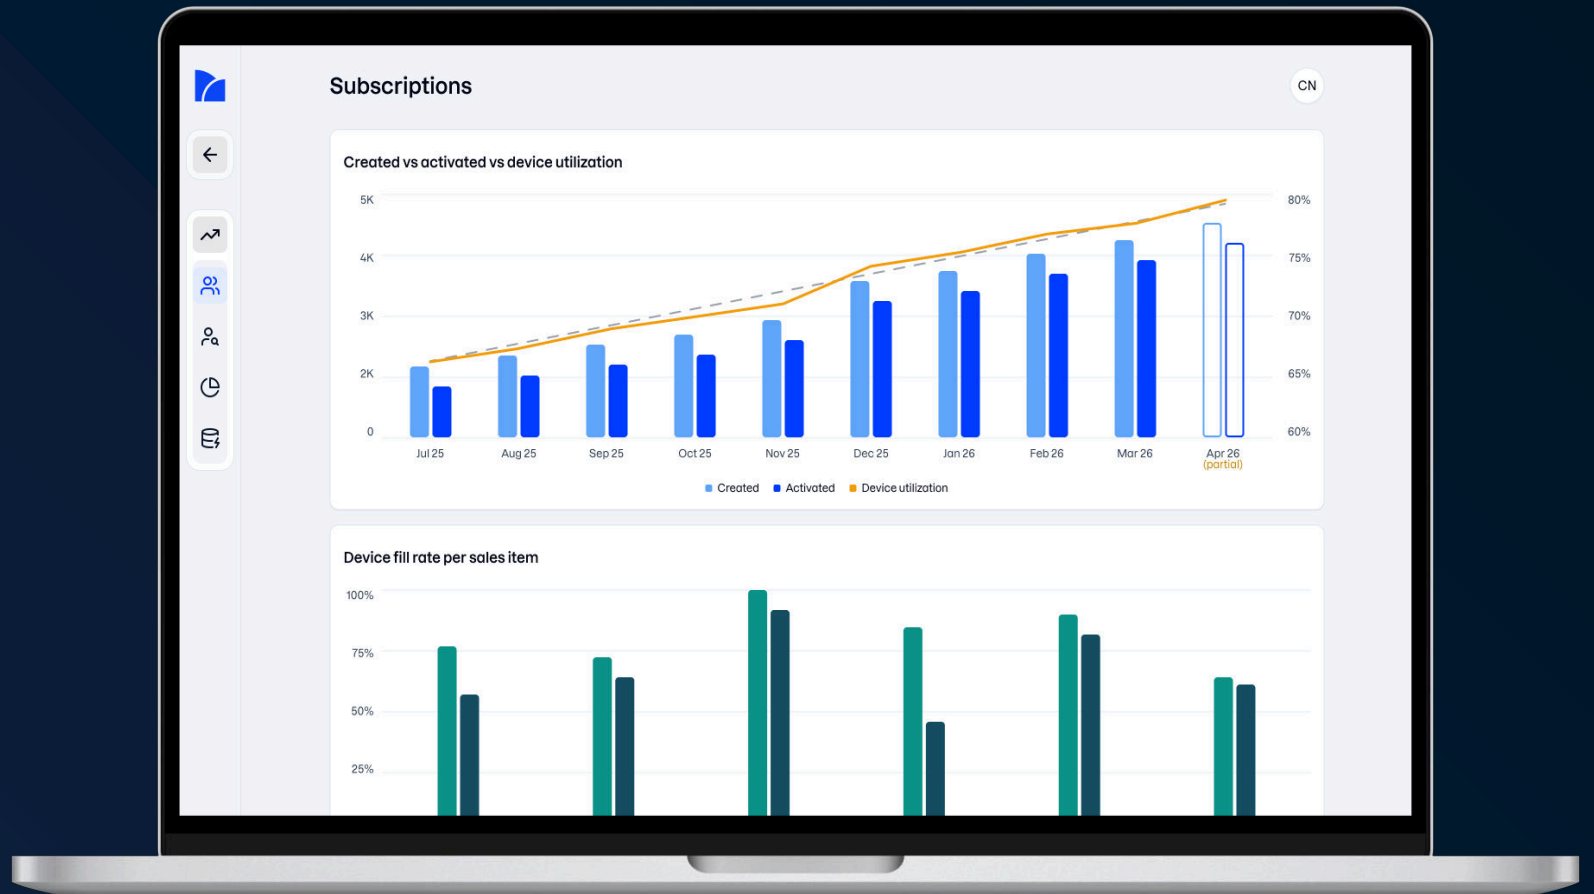 Subscriptions
CN
Created vs activated vs device utilization
5K
80%
4K
75%
3K
70%
2K
65%
0
60%
Jul 25 Aug 25 Sep 25 Oct 25 Nov 25 Dec 25 Jan 26 Feb 26 Mar 26 Apr 26
(partial)
Created Activated Device utilization
Device fill rate per sales item
100%
75%
50%
25%